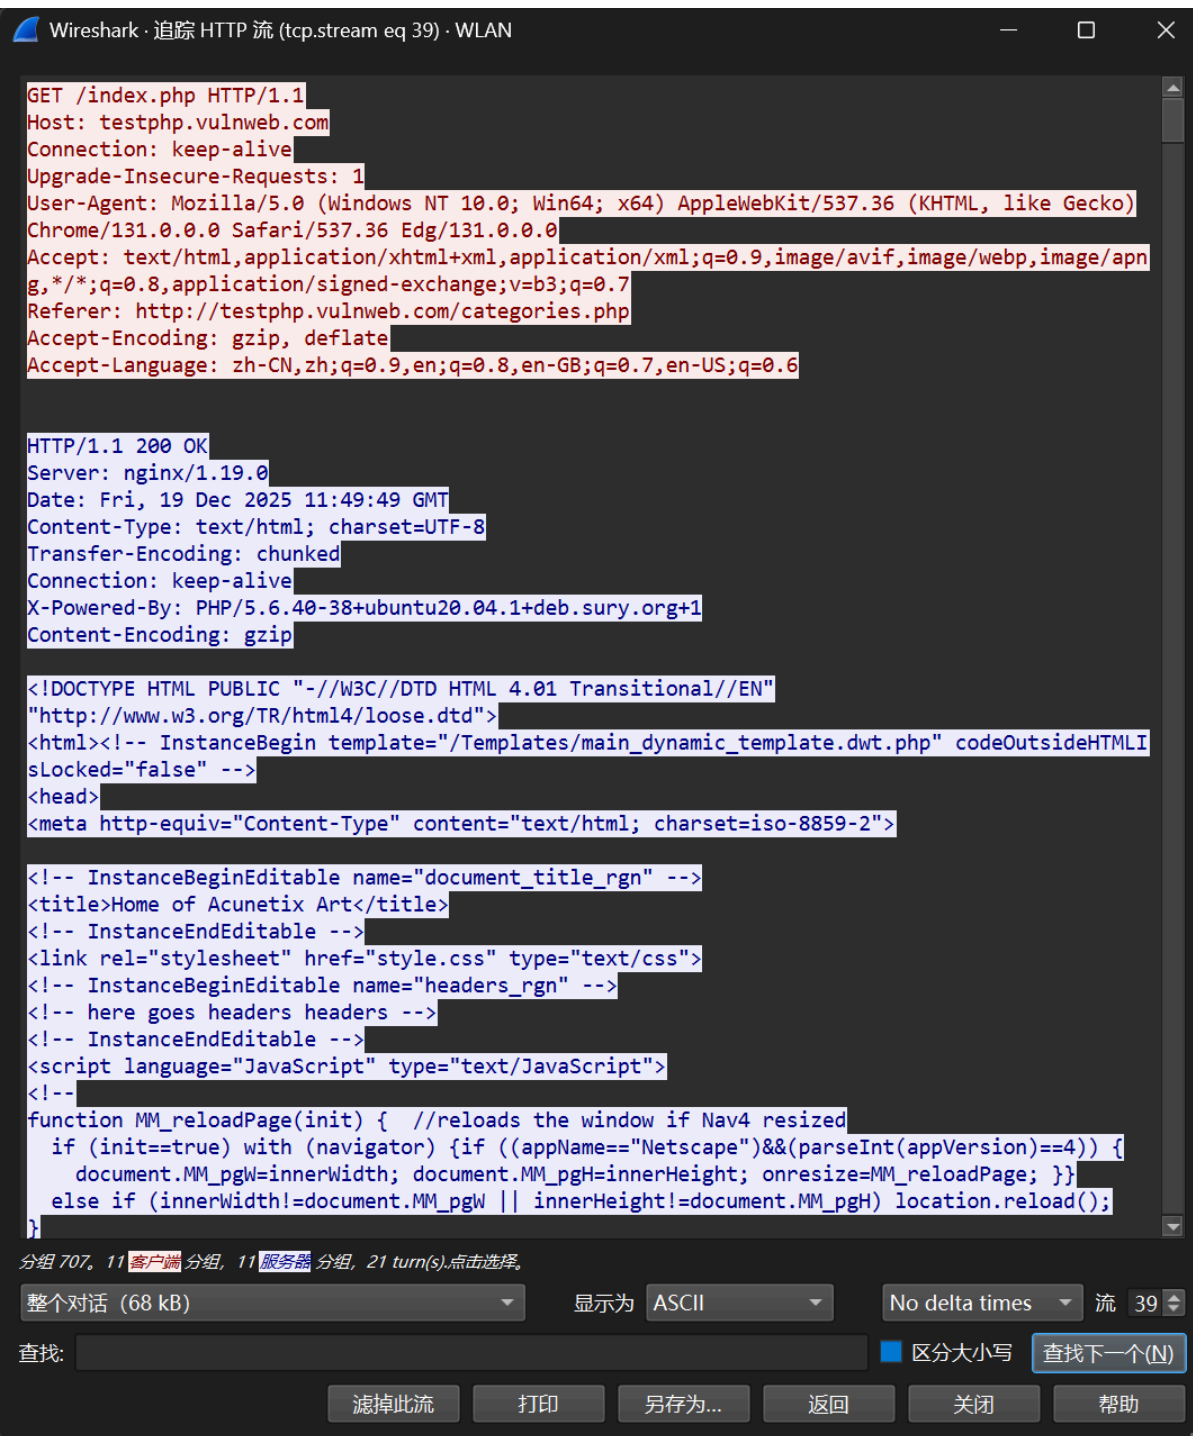 Wireshark · 追踪 HTTP 流 (tcp.stream eq 39) · WLAN
GET /index.php HTTP/1.1
Host: testphp.vulnweb.com
Connection: keep-alive
Upgrade-Insecure-Requests: 1
User-Agent: Mozilla/5.0 (Windows NT 10.0; Win64; x64) AppleWebKit/537.36 (KHTML, like Gecko)
Chrome/131.0.0.0 Safari/537.36 Edg/131.0.0.0
Accept: text/html,application/xhtml+xml,application/xml;q=0.9,image/avif,image/webp,image/apn
g,*/*;q=0.8,application/signed-exchange;v=b3;q=0.7
Referer: http://testphp.vulnweb.com/categories.php
Accept-Encoding: gzip, deflate
Accept-Language: zh-CN,zh;q=0.9,en;q=0.8,en-GB;q=0.7,en-US;q=0.6
HTTP/1.1 200 OK
Server: nginx/1.19.0
Date: Fri, 19 Dec 2025 11:49:49 GMT
Content-Type: text/html; charset=UTF-8
Transfer-Encoding: chunked
Connection: keep-alive
X-Powered-By: PHP/5.6.40-38+ubuntu20.04.1+deb.sury.org+1
Content-Encoding: gzip
<!DOCTYPE HTML PUBLIC "-//W3C//DTD HTML 4.01 Transitional//EN"
"http://www.w3.org/TR/html4/loose.dtd">
<html><!-- InstanceBegin template="/Templates/main_dynamic_template.dwt.php" codeOutsideHTMLI
sLocked="false" -->
<head>
<meta http-equiv="Content-Type" content="text/html; charset=iso-8859-2">
<!-- InstanceBeginEditable name="document_title_rgn" -->
<title>Home of Acunetix Art</title>
<!-- InstanceEndEditable -->
<link rel="stylesheet" href="style.css" type="text/css">
<!-- InstanceBeginEditable name="headers_rgn" -->
<!-- here goes headers headers -->
<!-- InstanceEndEditable -->
<script language="JavaScript" type="text/JavaScript">
<!--
function MM_reloadPage(init) {  //reloads the window if Nav4 resized
  if (init==true) with (navigator) {if ((appName=="Netscape")&&(parseInt(appVersion)==4)) {
    document.MM_pgW=innerWidth; document.MM_pgH=innerHeight; onresize=MM_reloadPage; }}
  else if (innerWidth!=document.MM_pgW || innerHeight!=document.MM_pgH) location.reload();
}
分组 707。11 客户端 分组, 11 服务器 分组, 21 turn(s).点击选择。
整个对话（68 kB） 显示为 ASCII No delta times 流 39
查找: 区分大小写 查找下一个(N)
滤掉此流 打印 另存为… 返回 关闭 帮助